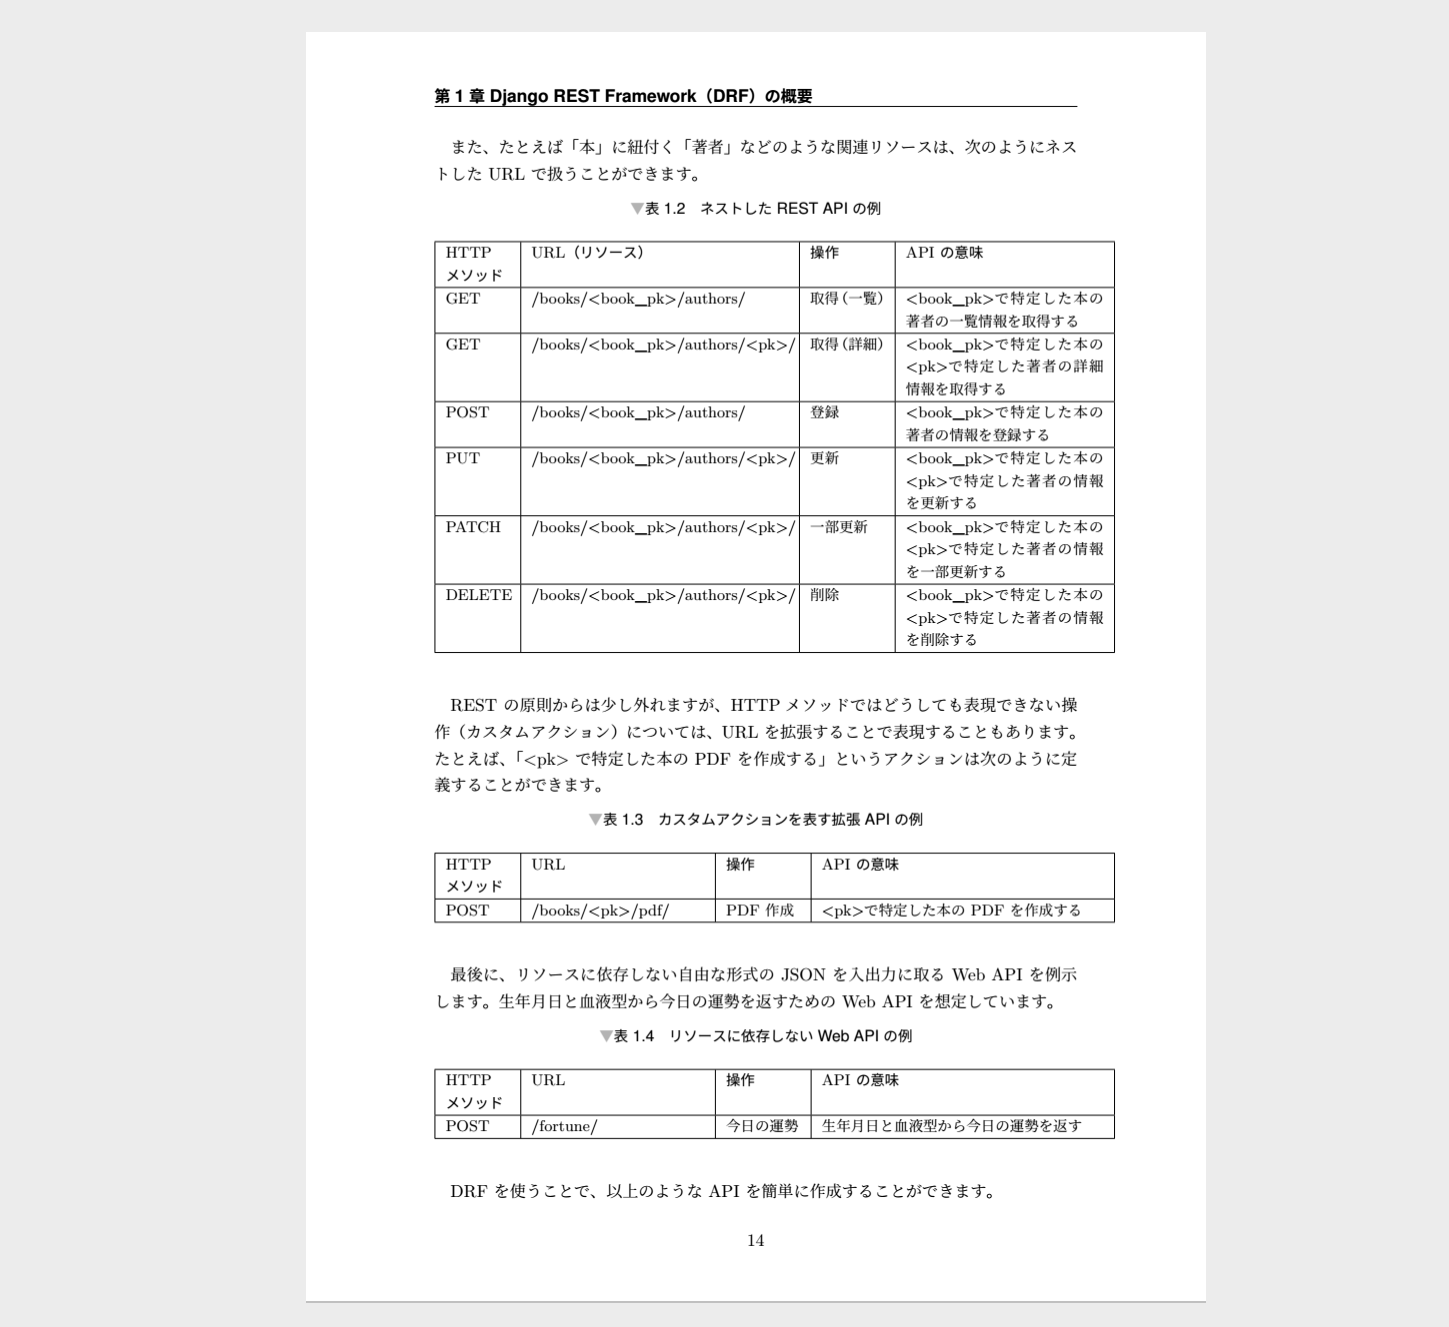 第 1 章 Django REST Framework（DRF）の概要
また、たとえば「本」に紐付く「著者」などのような関連リソースは、次のようにネス
トした URL で扱うことができます。
▼表 1.2　ネストした REST API の例
HTTP メソッド URL（リソース） 操作 API の意味
GET /books/<book_pk>/authors/ 取得（一覧） <book_pk>で特定した本の
著者の一覧情報を取得する
GET /books/<book_pk>/authors/<pk>/ 取得（詳細） <book_pk>で特定した本の
<pk>で特定した著者の詳細
情報を取得する
POST /books/<book_pk>/authors/ 登録 <book_pk>で特定した本の
著者の情報を登録する
PUT /books/<book_pk>/authors/<pk>/ 更新 <book_pk>で特定した本の
<pk>で特定した著者の情報
を更新する
PATCH /books/<book_pk>/authors/<pk>/ 一部更新 <book_pk>で特定した本の
<pk>で特定した著者の情報
を一部更新する
DELETE /books/<book_pk>/authors/<pk>/ 削除 <book_pk>で特定した本の
<pk>で特定した著者の情報
を削除する
REST の原則からは少し外れますが、HTTP メソッドではどうしても表現できない操
作（カスタムアクション）については、URL を拡張することで表現することもあります。
たとえば、「<pk> で特定した本の PDF を作成する」というアクションは次のように定
義することができます。
▼表 1.3　カスタムアクションを表す拡張 API の例
HTTP メソッド URL 操作 API の意味
POST /books/<pk>/pdf/ PDF 作成 <pk>で特定した本の PDF を作成する
最後に、リソースに依存しない自由な形式の JSON を入出力に取る Web API を例示
します。生年月日と血液型から今日の運勢を返すための Web API を想定しています。
▼表 1.4　リソースに依存しない Web API の例
HTTP メソッド URL 操作 API の意味
POST /fortune/ 今日の運勢 生年月日と血液型から今日の運勢を返す
DRF を使うことで、以上のような API を簡単に作成することができます。
14